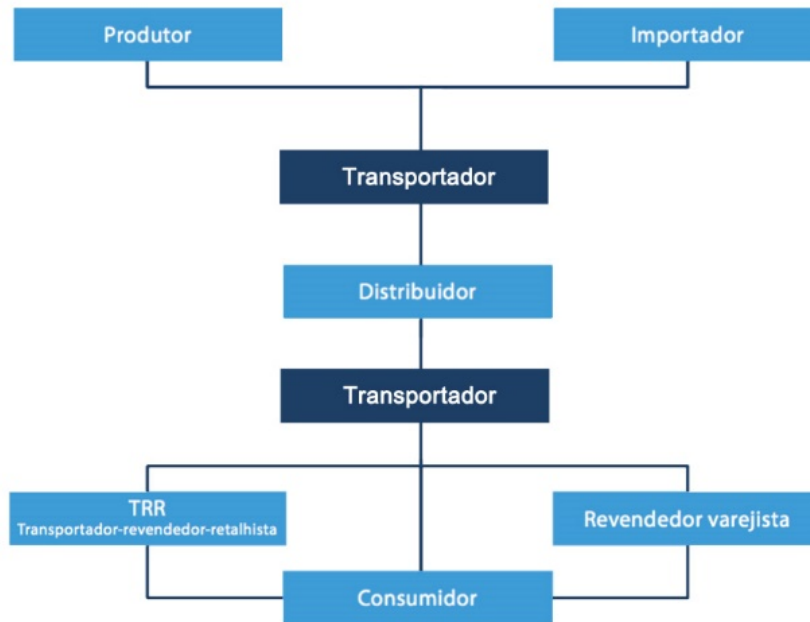 Produtor
Importador
Transportador
Distribuidor
Transportador
TRR
Transportador-revendedor-retalhista
Revendedor varejista
Consumidor